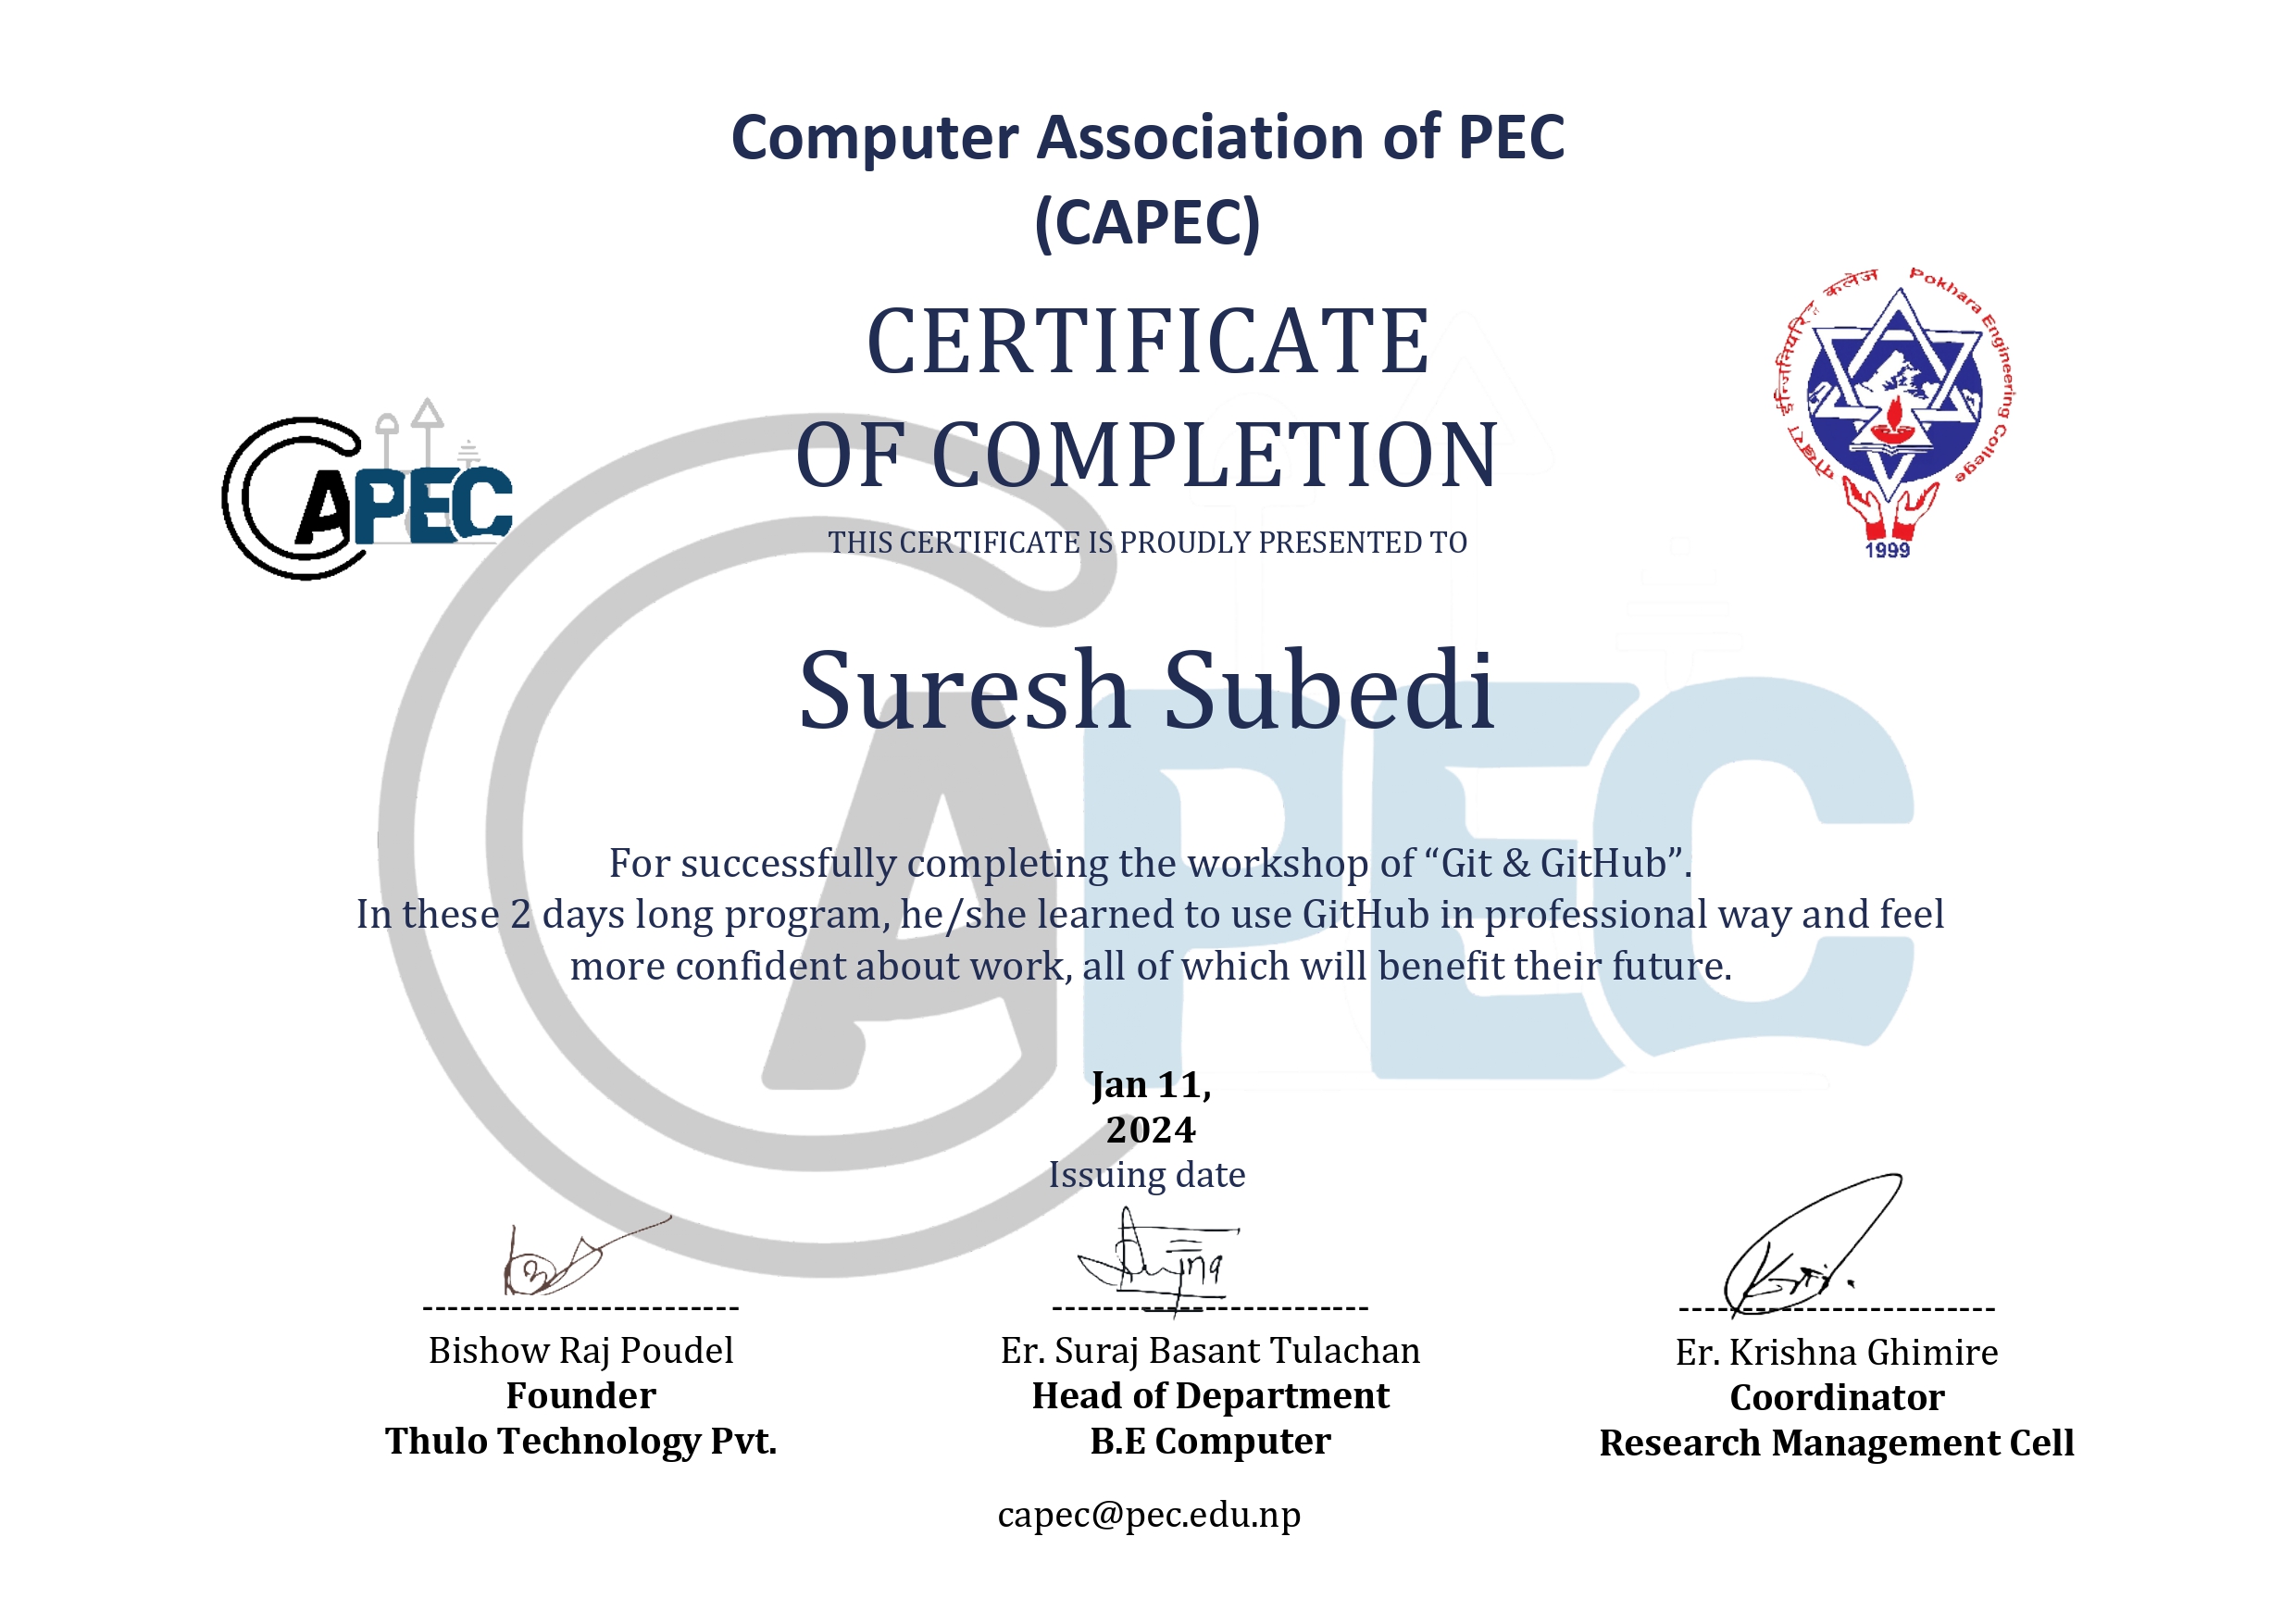 Computer Association of PEC
(CAPEC)
CERTIFICATE
OF COMPLETION
THIS CERTIFICATE IS PROUDLY PRESENTED TO
CAPEC
पोखरा इन्जिनियरिङ कलेज Pokhara Engineering College
1999
Suresh Subedi
For successfully completing the workshop of “Git & GitHub”.
In these 2 days long program, he/she learned to use GitHub in professional way and feel
more confident about work, all of which will benefit their future.
CAPEC
Jan 11,
2024
Issuing date
Bishow Raj Poudel
Founder
Thulo Technology Pvt.
Er. Suraj Basant Tulachan
Head of Department
B.E Computer
Er. Krishna Ghimire
Coordinator
Research Management Cell
capec@pec.edu.np